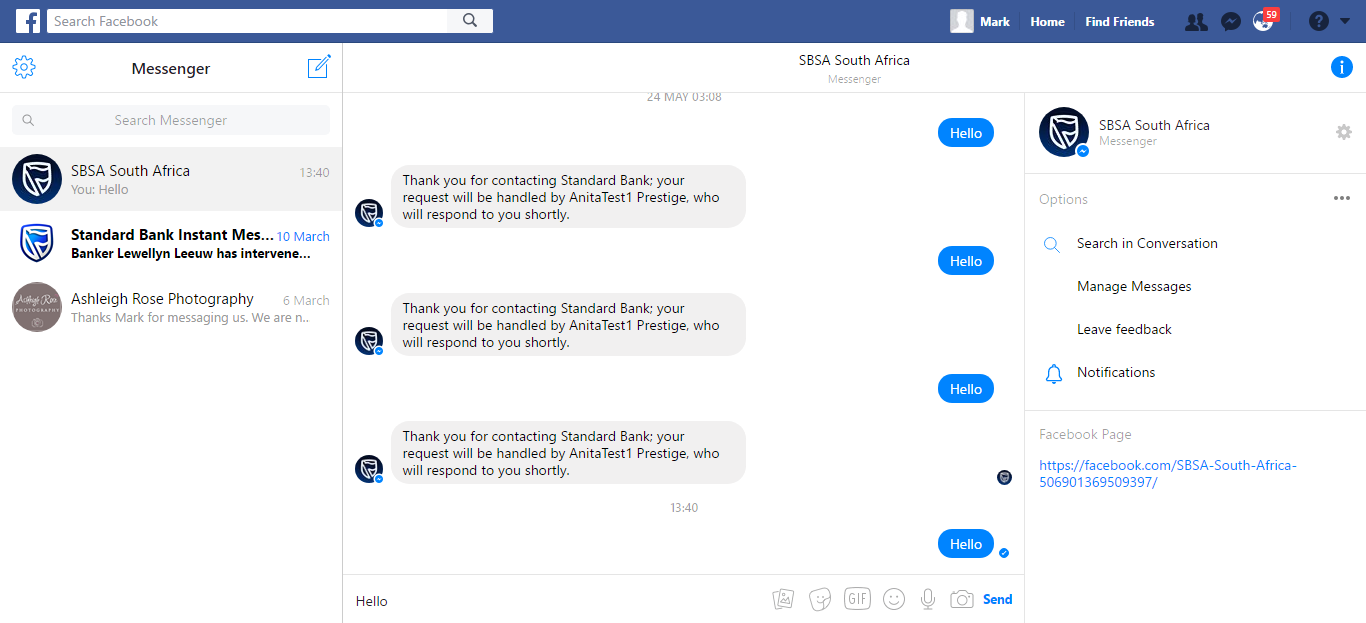 Search Facebook
Mark
Home
Find Friends
59
Messenger
Search Messenger
SBSA South Africa
13:40
You: Hello
Standard Bank Instant Mes...
10 March
Banker Lewellyn Leeuw has intervene...
Ashleigh Rose Photography
6 March
Thanks Mark for messaging us. We are n..
Ashleigh Rose
PHOTOGRAPHY
SBSA South Africa
Messenger
24 MAY 03:08
Hello
Thank you for contacting Standard Bank; your
request will be handled by AnitaTest1 Prestige, who
will respond to you shortly.
Hello
Thank you for contacting Standard Bank; your
request will be handled by AnitaTest1 Prestige, who
will respond to you shortly.
Hello
Thank you for contacting Standard Bank; your
request will be handled by AnitaTest1 Prestige, who
will respond to you shortly.
13:40
Hello
Hello
GIF
Send
SBSA South Africa
Messenger
Options
Search in Conversation
Manage Messages
Leave feedback
Notifications
Facebook Page
https://facebook.com/SBSA-South-Africa-
506901369509397/